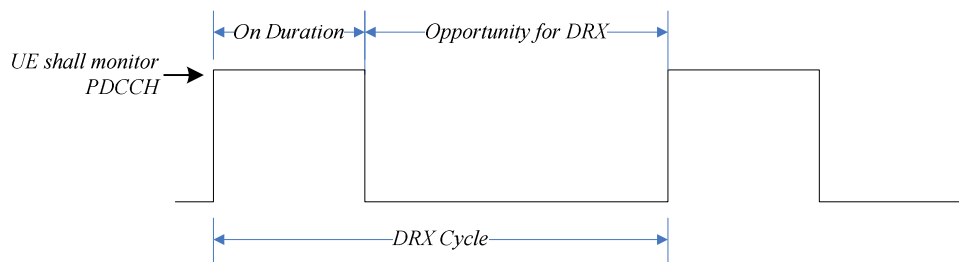 On Duration
Opportunity for DRX
UE shall monitor
PDCCH
DRX Cycle